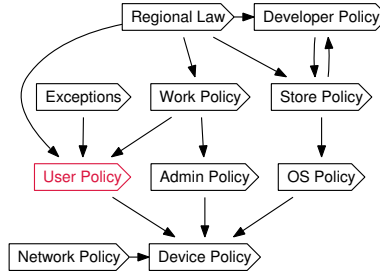 Regional Law
Developer Policy
Exceptions
Work Policy
Store Policy
User Policy
Admin Policy
OS Policy
Network Policy
Device Policy